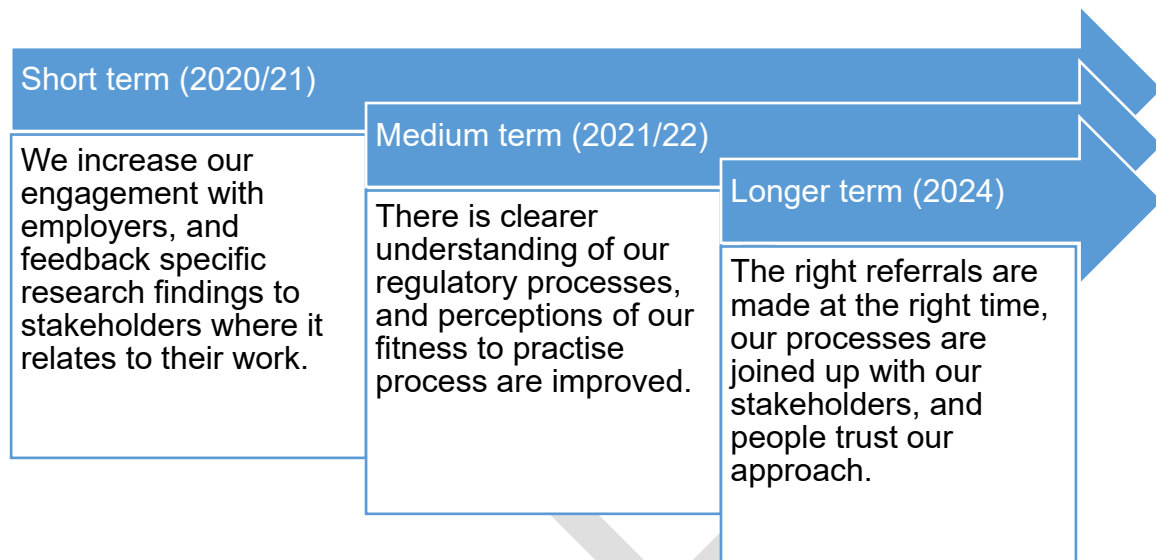 Short term (2020/21)
We increase our
engagement with
employers, and
feedback specific
research findings to
stakeholders where it
relates to their work.
Medium term (2021/22)
There is clearer
understanding of our
regulatory processes,
and perceptions of our
fitness to practise
process are improved.
Longer term (2024)
The right referrals are
made at the right time,
our processes are
joined up with our
stakeholders, and
people trust our
approach.